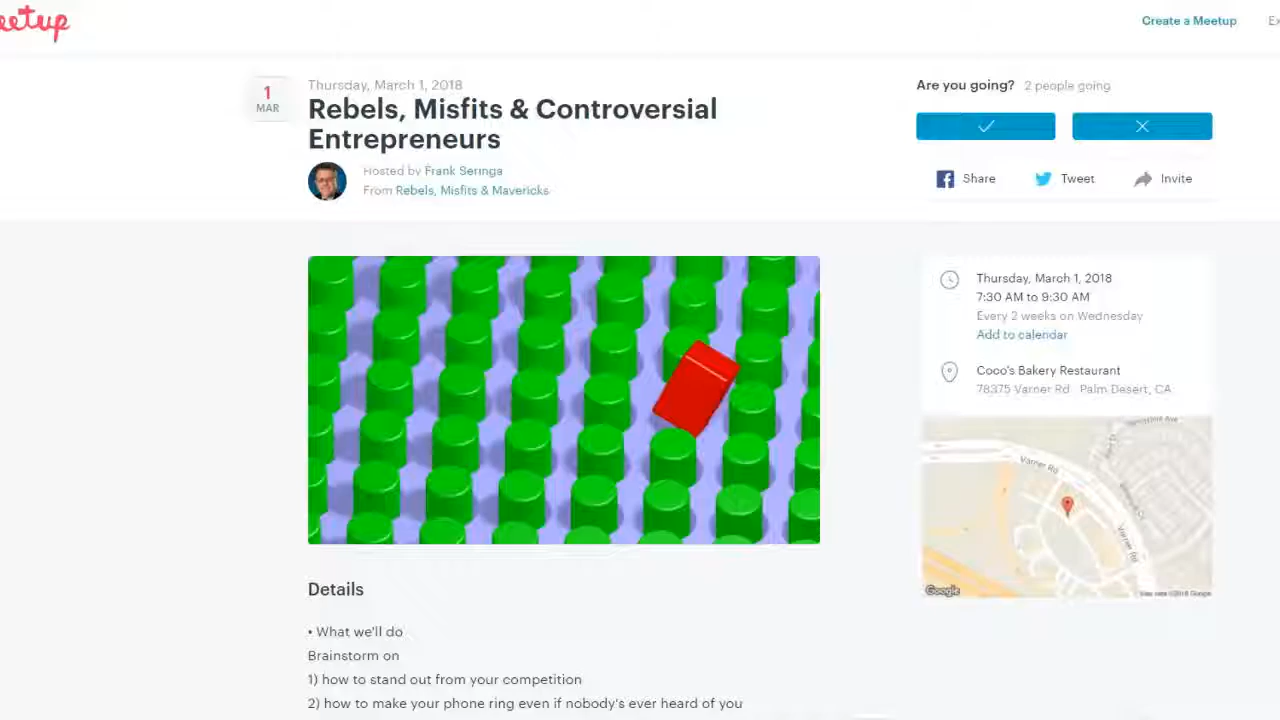 Create a Meetup
1
MAR
Thursday, March 1, 2018
Rebels, Misfits & Controversial
Entrepreneurs
Hosted by Frank Seringa
From Rebels, Misfits & Mavericks
Are you going? 2 people going
Share
Tweet
Invite
Thursday, March 1, 2018
7:30 AM to 9:30 AM
Every 2 weeks on Wednesday
Add to calendar
Coco's Bakery Restaurant
78375 Varner Rd · Palm Desert, CA
Varner Rd
Varner Rd
Google
Details
• What we'll do
Brainstorm on
1) how to stand out from your competition
2) how to make your phone ring even if nobody's ever heard of you